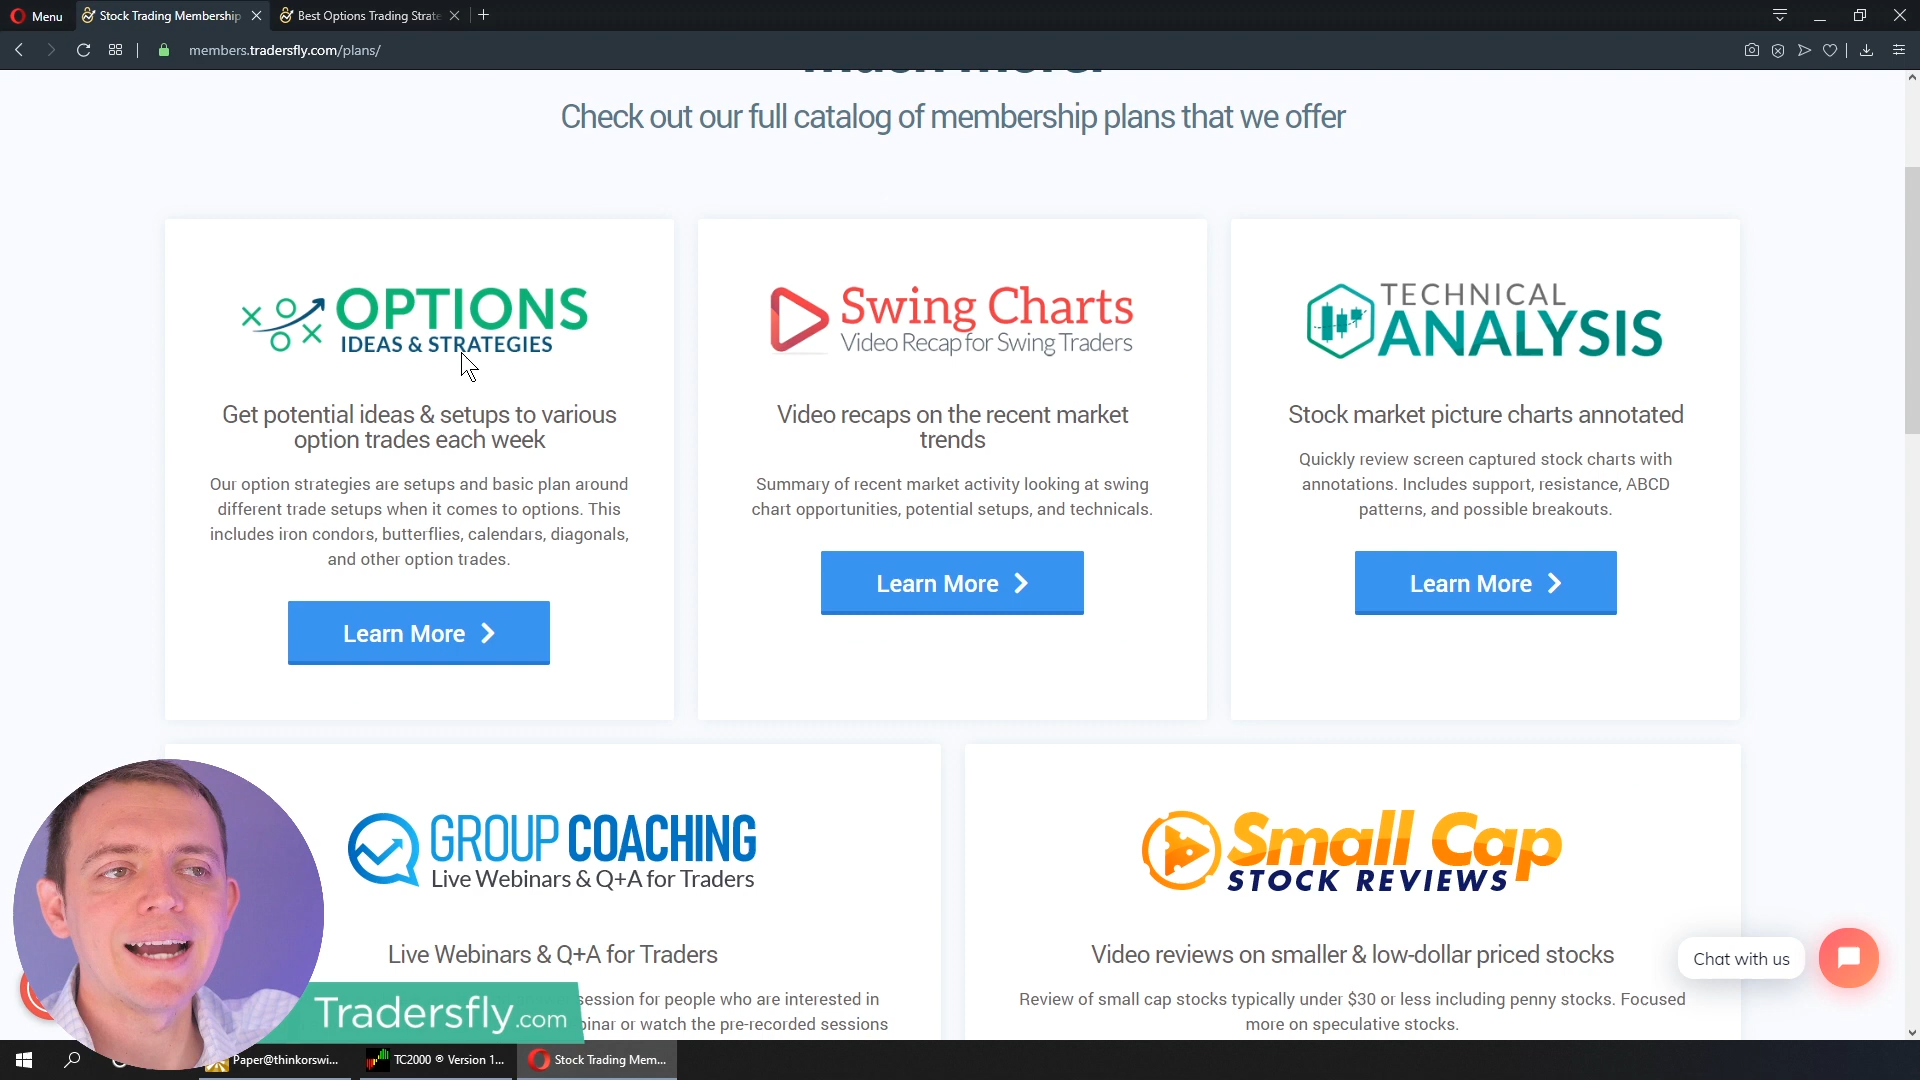 Menu
Stock Trading Membership
Best Options Trading Strate
members.tradersfly.com/plans/
Check out our full catalog of membership plans that we offer
OPTIONS
IDEAS & STRATEGIES
Get potential ideas & setups to various
option trades each week
Our option strategies are setups and basic plan around
different trade setups when it comes to options. This
includes iron condors, butterflies, calendars, diagonals,
and other option trades.
Learn More
Swing Charts
Video Recap for Swing Traders
Video recaps on the recent market
trends
Summary of recent market activity looking at swing
chart opportunities, potential setups, and technicals.
Learn More
TECHNICAL
ANALYSIS
Stock market picture charts annotated
Quickly review screen captured stock charts with
annotations. Includes support, resistance, ABCD
patterns, and possible breakouts.
Learn More
GROUP COACHING
Live Webinars & Q+A for Traders
Live Webinars & Q+A for Traders
session for people who are interested in
or watch the pre-recorded sessions
Small Cap
STOCK REVIEWS
Video reviews on smaller & low-dollar priced stocks
Review of small cap stocks typically under $30 or less including penny stocks. Focused
more on speculative stocks.
Chat with us
Tradersfly.com
Paper@thinkorswi...
TC2000 ® Version 1...
Stock Trading Mem...